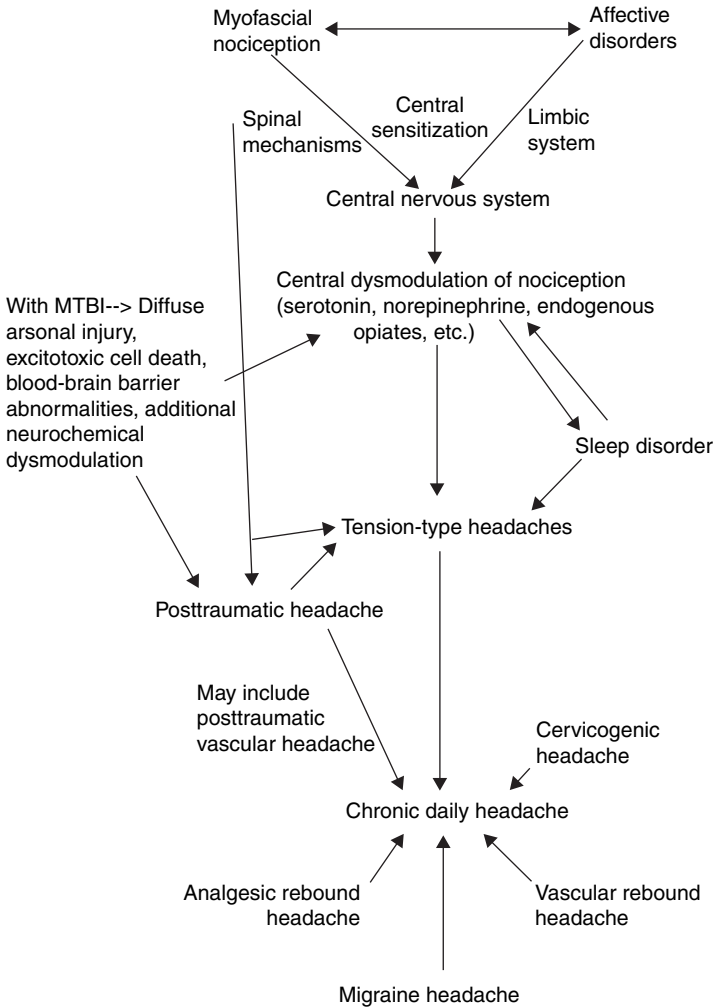 Myofascial
nociception
Affective
disorders
Spinal
mechanisms
Central
sensitization
Limbic
system
Central nervous system
Central dysmodulation of nociception
(serotonin, norepinephrine, endogenous
opiates, etc.)
With MTBI--> Diffuse
arsonal injury,
excitotoxic cell death,
blood-brain barrier
abnormalities, additional
neurochemical
dysmodulation
Sleep disorder
Tension-type headaches
Posttraumatic headache
May include
posttraumatic
vascular headache
Cervicogenic
headache
Chronic daily headache
Analgesic rebound
headache
Vascular rebound
headache
Migraine headache